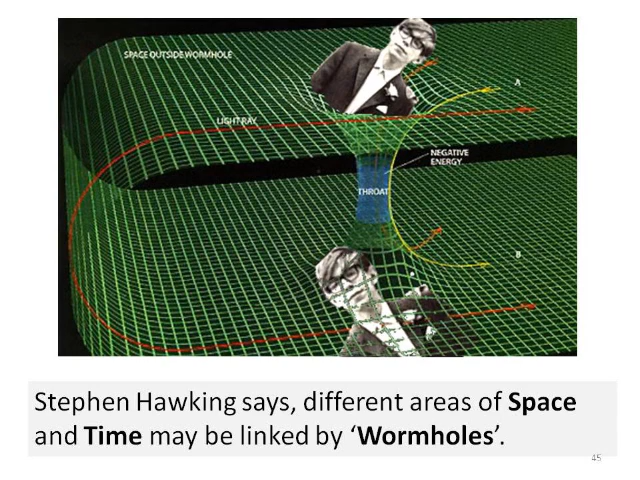 SPACE OUTSIDE WORMHOLE
A
LIGHT RAY
NEGATIVE
ENERGY
THROAT
B
Stephen Hawking says, different areas of Space
and Time may be linked by ‘Wormholes’.
45